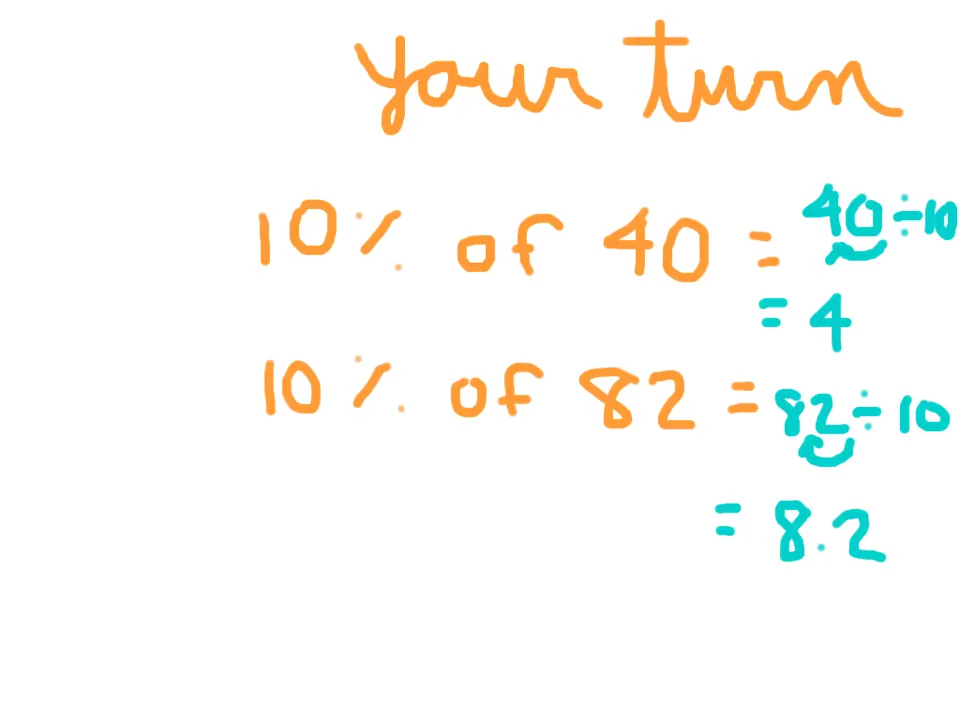 your turn
10% of 40 = 40 ÷ 10
= 4
10% of 82 = 82 ÷ 10
= 8.2